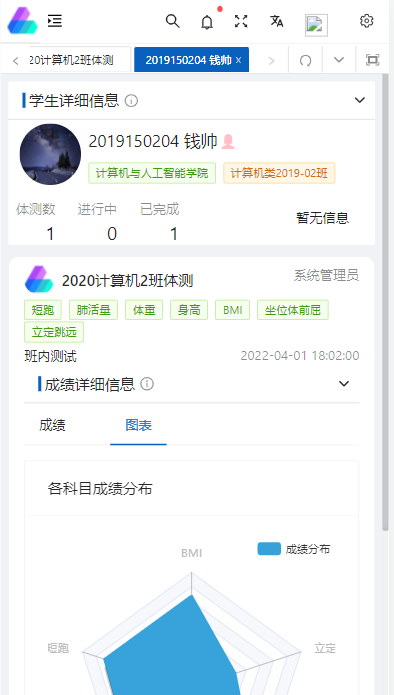 20计算机2班体测
2019150204 钱帅 ×
学生详细信息
2019150204 钱帅
计算机与人工智能学院 计算机类2019-02班
体测数 进行中 已完成
1 0 1
暂无信息
2020计算机2班体测
系统管理员
短跑 肺活量 体重 身高 BMI 坐位体前屈
立定跳远
班内测试 2022-04-01 18:02:00
成绩详细信息
成绩 图表
各科目成绩分布
成绩分布
BMI
短跑 立定